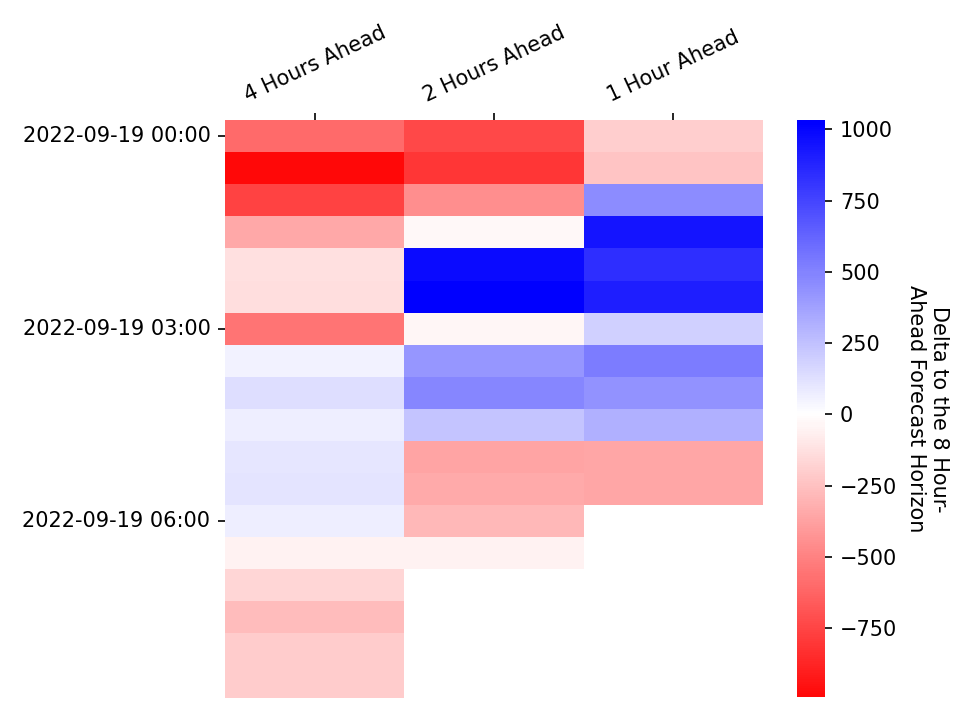 4 Hours Ahead
2 Hours Ahead
1 Hour Ahead
2022-09-19 00:00
2022-09-19 03:00
2022-09-19 06:00
1000
750
500
250
0
−250
−500
−750
Delta to the 8 Hour-
Ahead Forecast Horizon